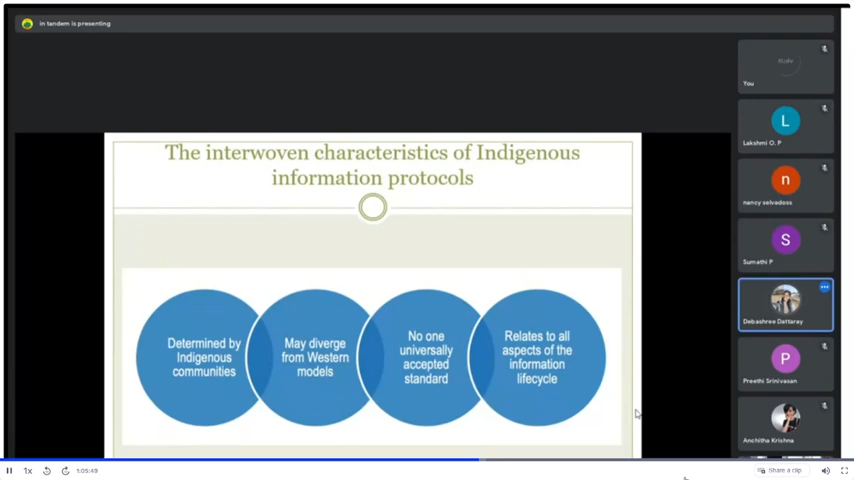 in tandem is presenting
The interwoven characteristics of Indigenous
information protocols
Determined by
Indigenous
communities
May diverge
from Western
models
No one
universally
accepted
standard
Relates to all
aspects of the
information
lifecycle
You
L
Lakshmi O. P
n
nancy selvadoss
S
Sumathi P
Debashree Dattaray
P
Preethi Srinivasan
Anchitha Krishna
1x
1:05:49
Share a clip